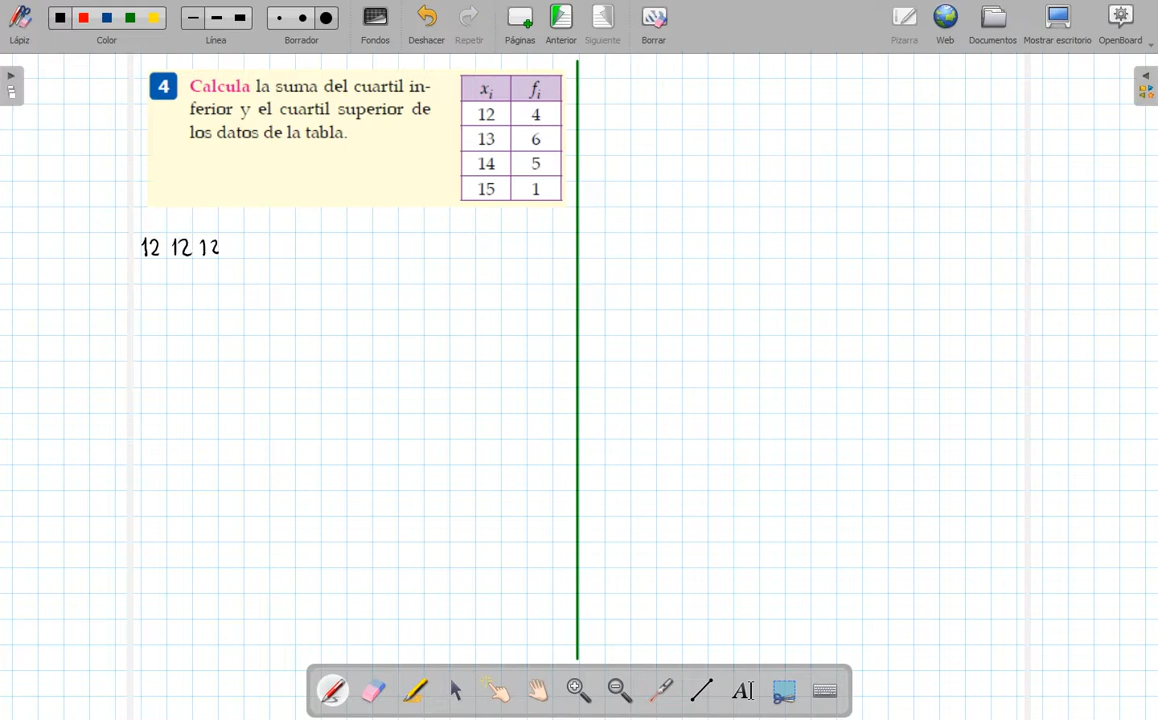 Lápiz Color Línea Borrador Fondos Deshacer Repetir Páginas Anterior Siguiente Borrar Pizarra Web Documentos Mostrar escritorio OpenBoard
4 Calcula la suma del cuartil in-
ferior y el cuartil superior de
los datos de la tabla.
xi fi
12 4
13 6
14 5
15 1
12 12 12